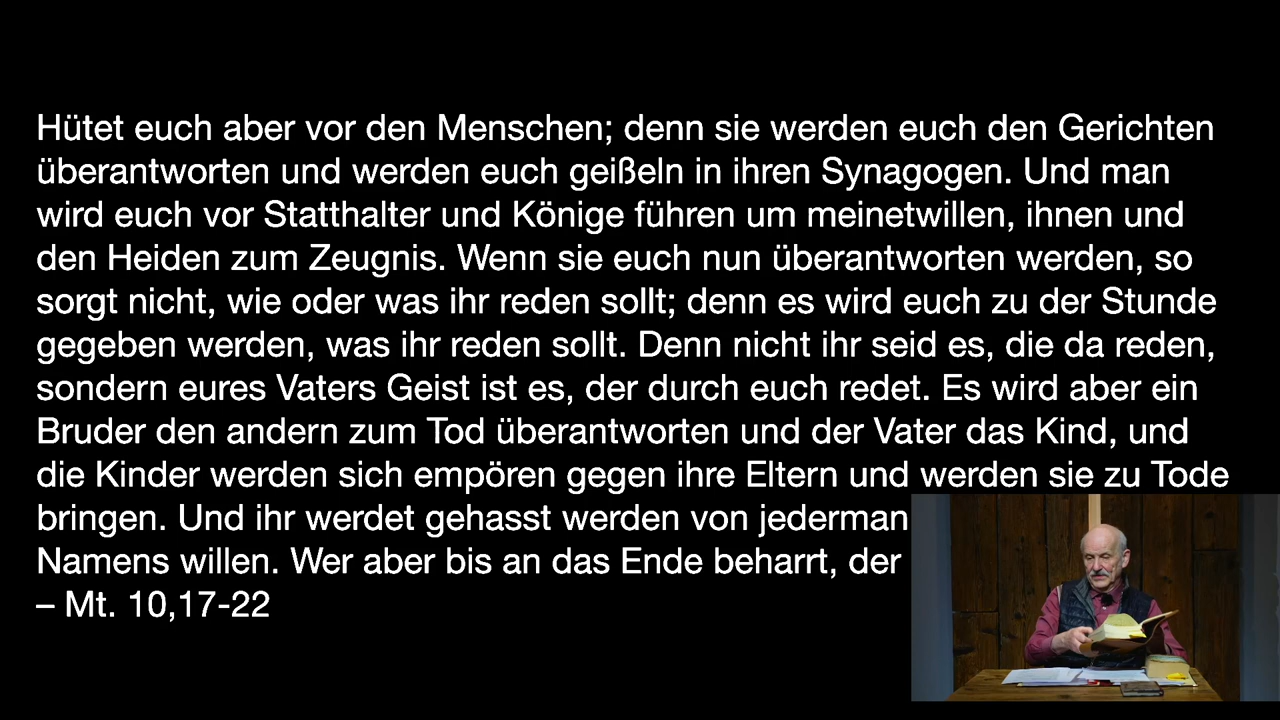 Hütet euch aber vor den Menschen; denn sie werden euch den Gerichten
überantworten und werden euch geißeln in ihren Synagogen. Und man
wird euch vor Statthalter und Könige führen um meinetwillen, ihnen und
den Heiden zum Zeugnis. Wenn sie euch nun überantworten werden, so
sorgt nicht, wie oder was ihr reden sollt; denn es wird euch zu der Stunde
gegeben werden, was ihr reden sollt. Denn nicht ihr seid es, die da reden,
sondern eures Vaters Geist ist es, der durch euch redet. Es wird aber ein
Bruder den andern zum Tod überantworten und der Vater das Kind, und
die Kinder werden sich empören gegen ihre Eltern und werden sie zu Tode
bringen. Und ihr werdet gehasst werden von jederman
Namens willen. Wer aber bis an das Ende beharrt, der
– Mt. 10,17-22